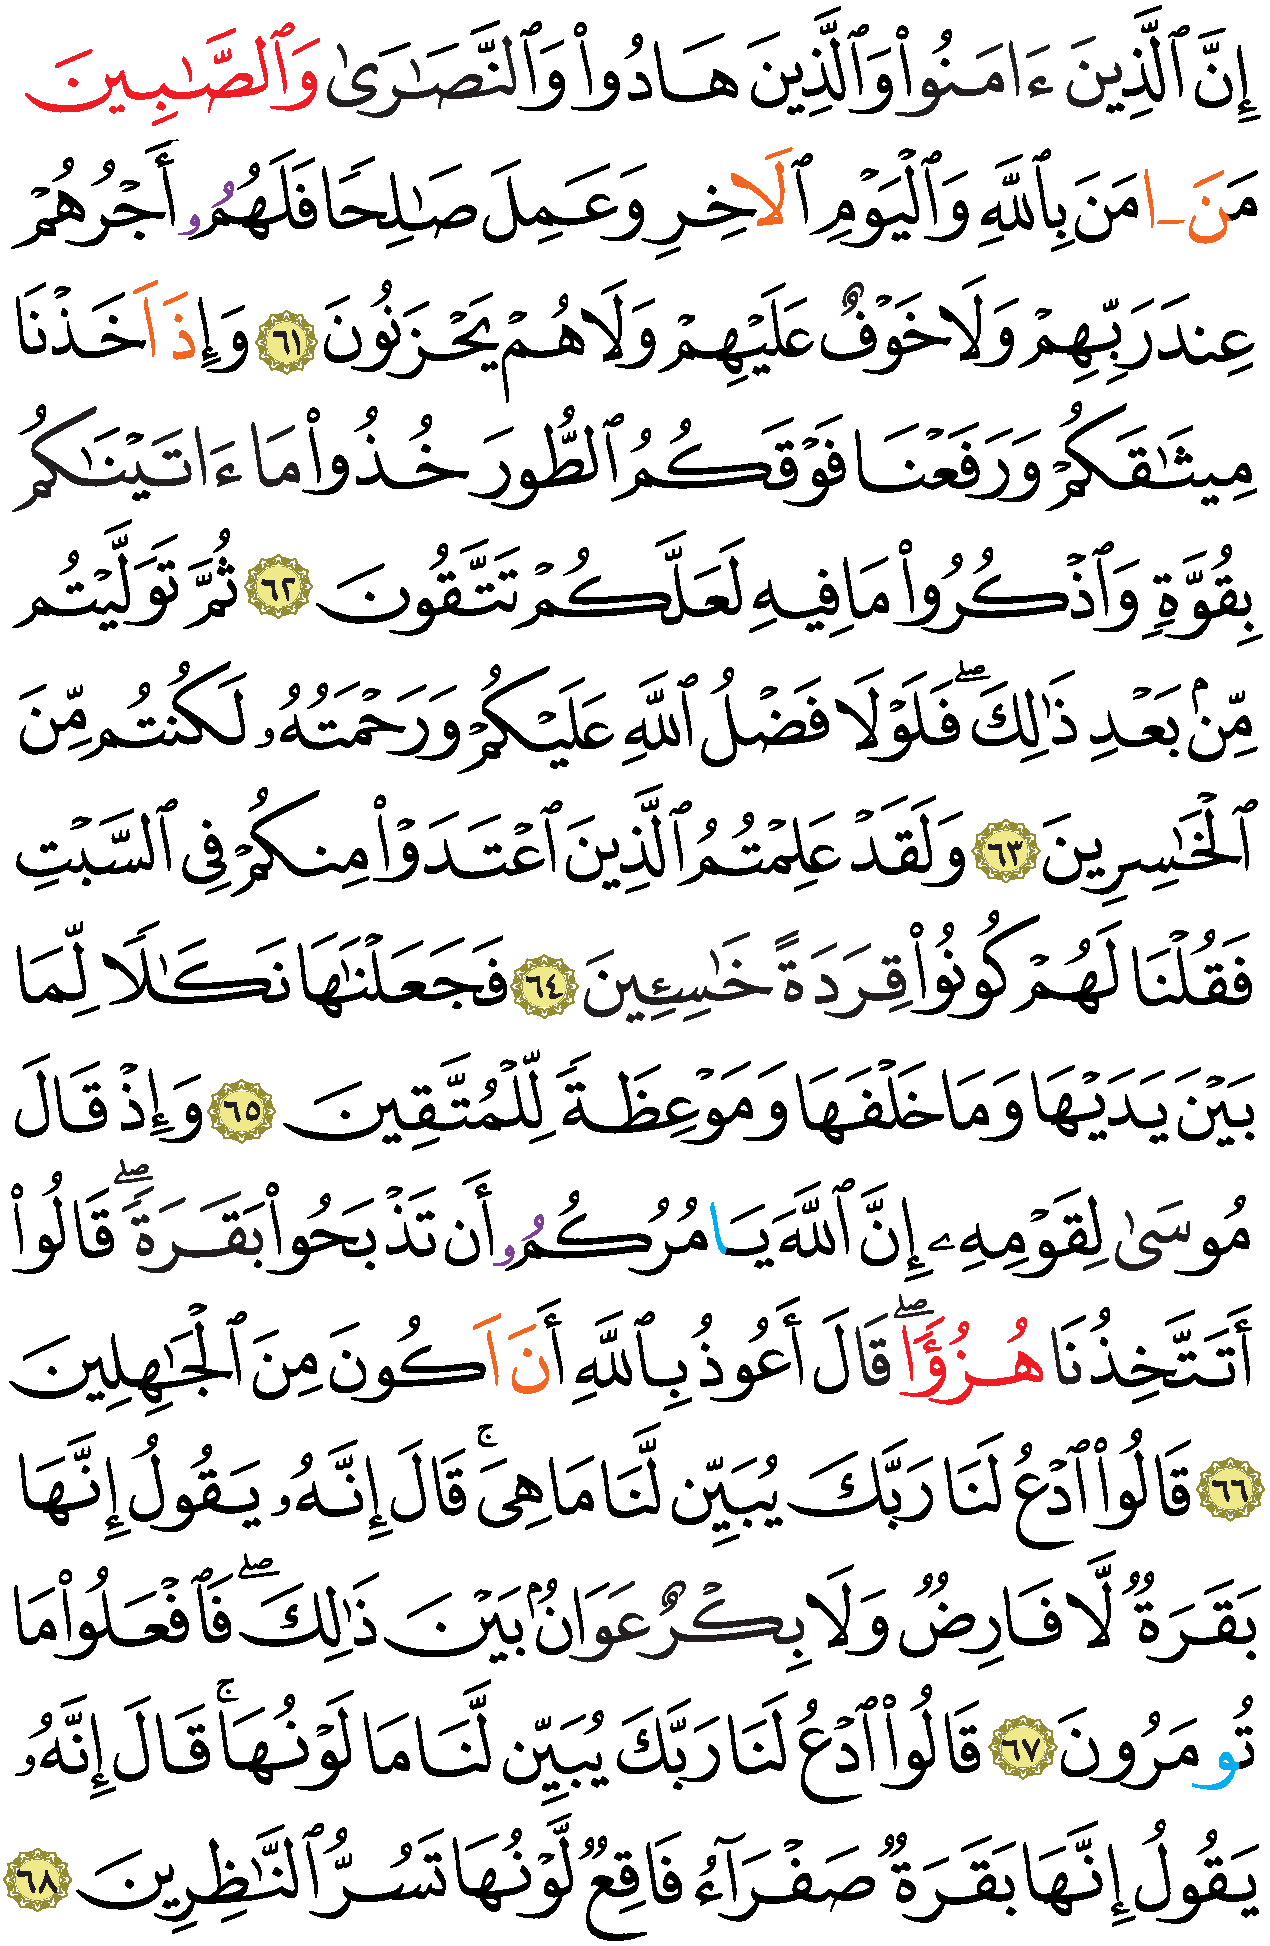 إِنَّ ٱلَّذِينَ ءَامَنُواْ وَٱلَّذِينَ هَادُواْ وَٱلنَّصَٰرَىٰ وَٱلصَّٰبِينَ
مَنَ ـ ا مَنَ بِٱللَّهِ وَٱلْيَوْمِ ٱلَاخِرِ وَعَمِلَ صَٰلِحًا فَلَهُمُۥ أَجْرُهُمْ
عِندَ رَبِّهِمْ وَلَا خَوْفٌ عَلَيْهِمْ وَلَا هُمْ يَحْزَنُونَ ٦١ وَإِذَ اَخَذْنَا
مِيثَٰقَكُمْ وَرَفَعْنَا فَوْقَكُمُ ٱلطُّورَ خُذُواْ مَا ءَاتَيْنَٰكُم
بِقُوَّةٍ وَٱذْكُرُواْ مَا فِيهِ لَعَلَّكُمْ تَتَّقُونَ ٦٢ ثُمَّ تَوَلَّيْتُم
مِّنۢ بَعْدِ ذَٰلِكَ ۖ فَلَوْلَا فَضْلُ ٱللَّهِ عَلَيْكُمْ وَرَحْمَتُهُۥ لَكُنتُم مِّنَ
ٱلْخَٰسِرِينَ ٦٣ وَلَقَدْ عَلِمْتُمُ ٱلَّذِينَ ٱعْتَدَوْاْ مِنكُمْ فِي ٱلسَّبْتِ
فَقُلْنَا لَهُمْ كُونُواْ قِرَدَةً خَٰسِـِٔينَ ٦٤ فَجَعَلْنَٰهَا نَكَٰلًا لِّمَا
بَيْنَ يَدَيْهَا وَمَا خَلْفَهَا وَمَوْعِظَةً لِّلْمُتَّقِينَ ٦٥ وَإِذْ قَالَ
مُوسَىٰ لِقَوْمِهِۦ إِنَّ ٱللَّهَ يَامُرُكُمُۥ أَن تَذْبَحُواْ بَقَرَةً ۖ قَالُواْ
أَتَتَّخِذُنَا هُزُؤًا ۖ قَالَ أَعُوذُ بِٱللَّهِ أَنَ اَكُونَ مِنَ ٱلْجَٰهِلِينَ
٦٦ قَالُواْ ٱدْعُ لَنَا رَبَّكَ يُبَيِّن لَّنَا مَا هِيَ ۚ قَالَ إِنَّهُۥ يَقُولُ إِنَّهَا
بَقَرَةٌ لَّا فَارِضٌ وَلَا بِكْرٌ عَوَانٌۢ بَيْنَ ذَٰلِكَ ۖ فَٱفْعَلُواْ مَا
تُومَرُونَ ٦٧ قَالُواْ ٱدْعُ لَنَا رَبَّكَ يُبَيِّن لَّنَا مَا لَوْنُهَا ۚ قَالَ إِنَّهُۥ
يَقُولُ إِنَّهَا بَقَرَةٌ صَفْرَآءُ فَاقِعٌ لَّوْنُهَا تَسُرُّ ٱلنَّٰظِرِينَ ٦٨